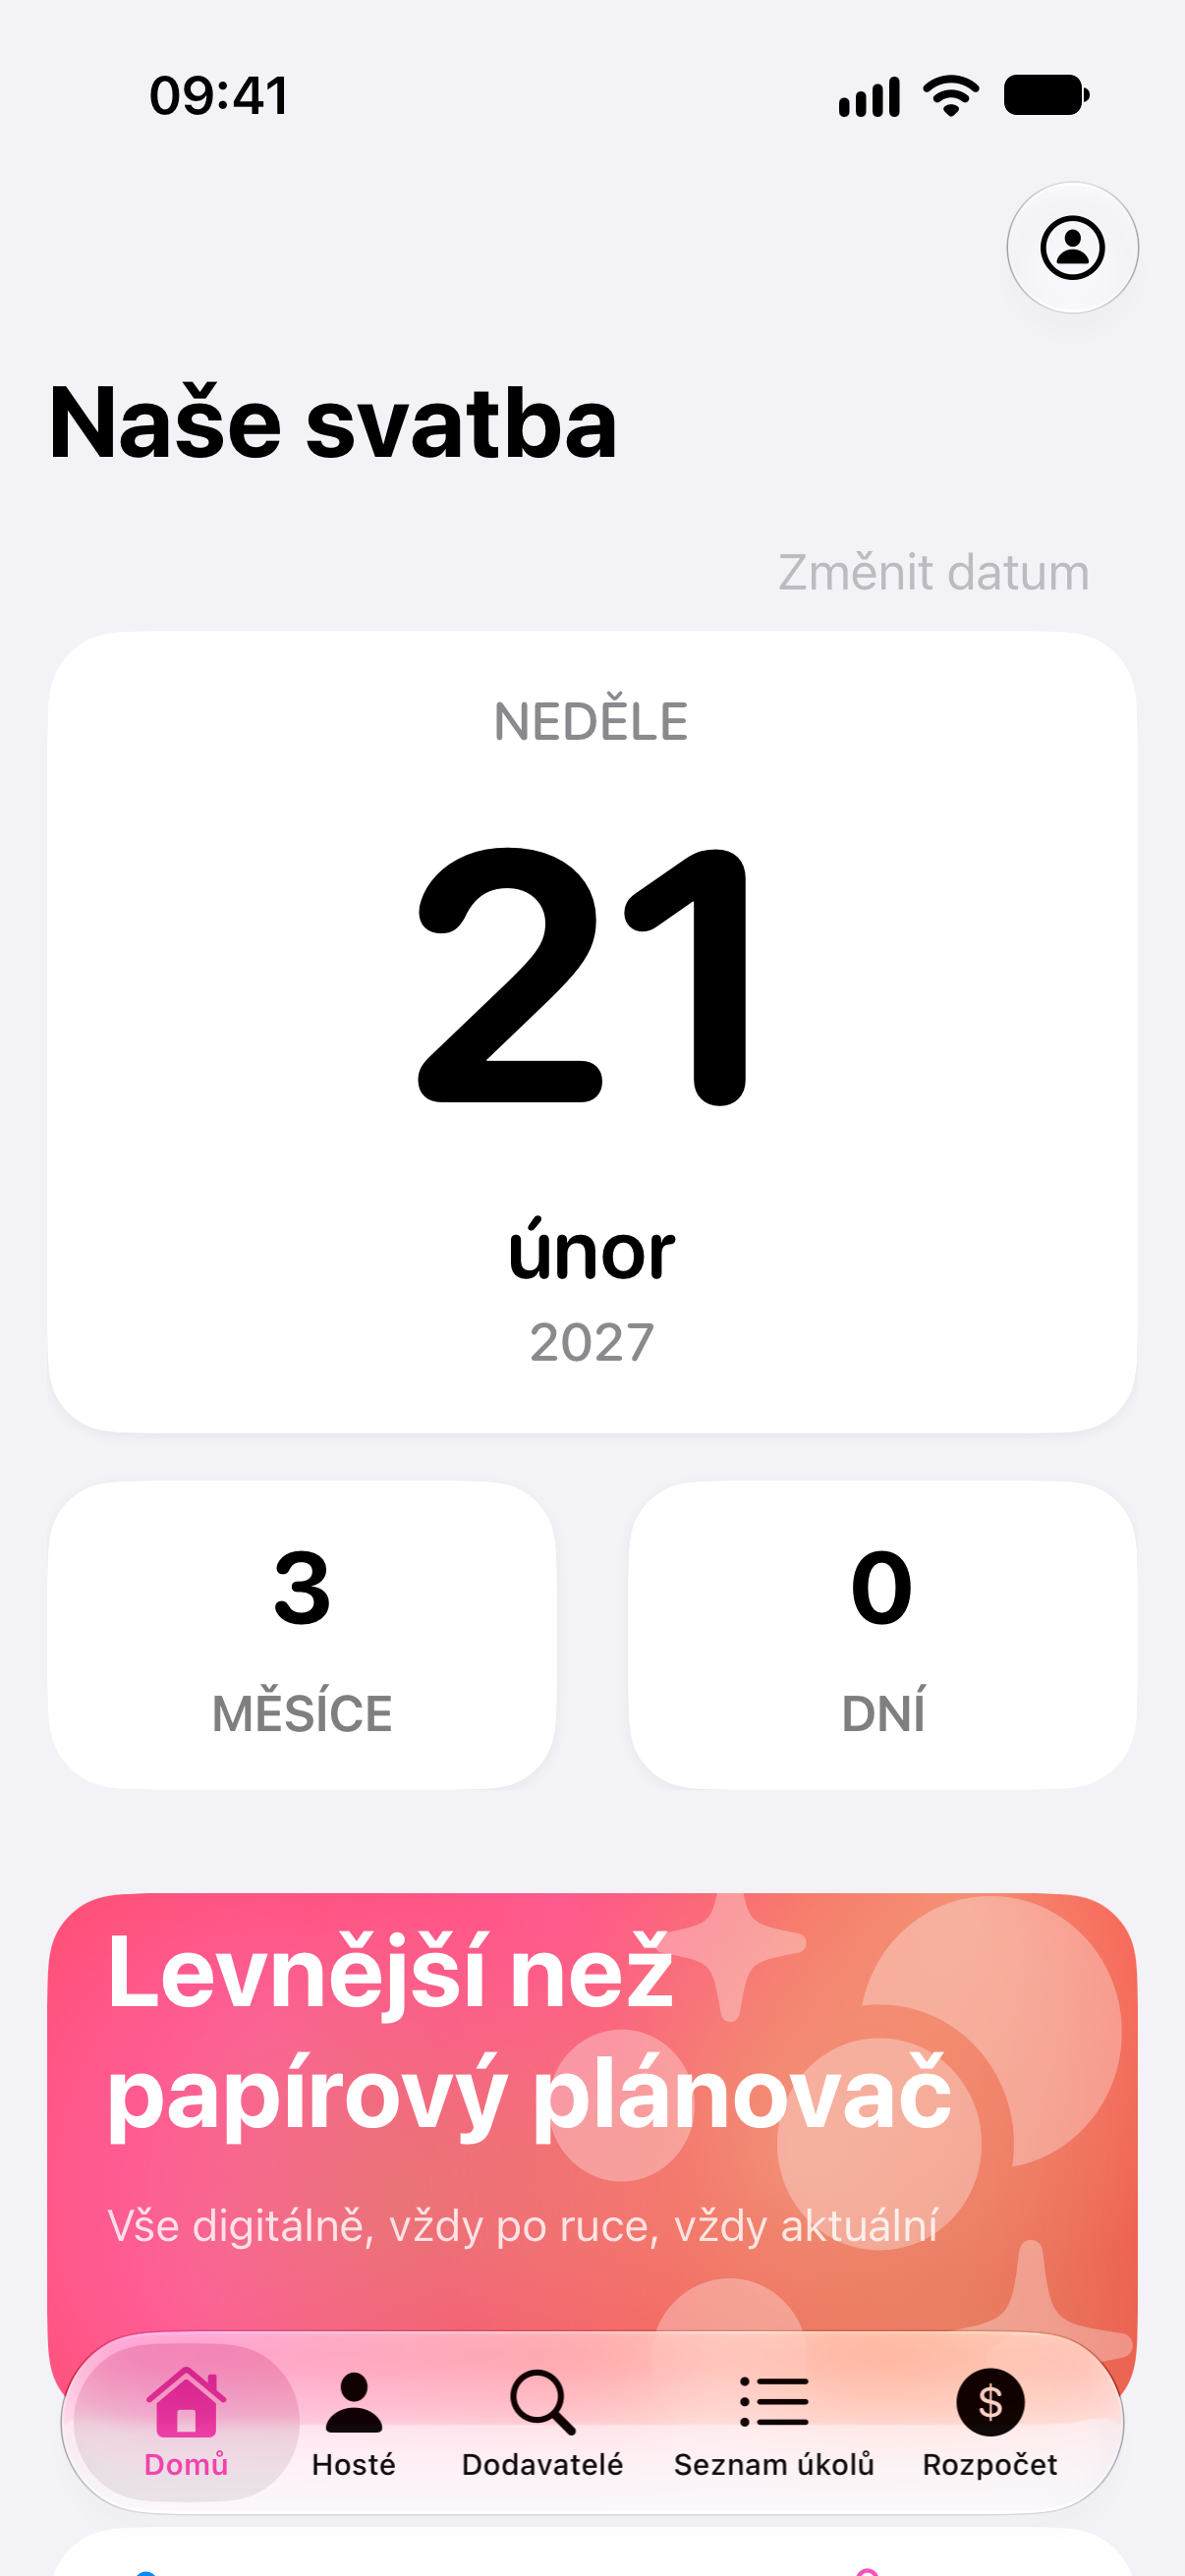 09:41
Naše svatba
Změnit datum
NEDĚLE
21
únor
2027
3
MĚSÍCE
0
DNÍ
Levnější než
papírový plánovač
Vše digitálně, vždy po ruce, vždy aktuální
Domů
Hosté
Dodavatelé
Seznam úkolů
Rozpočet